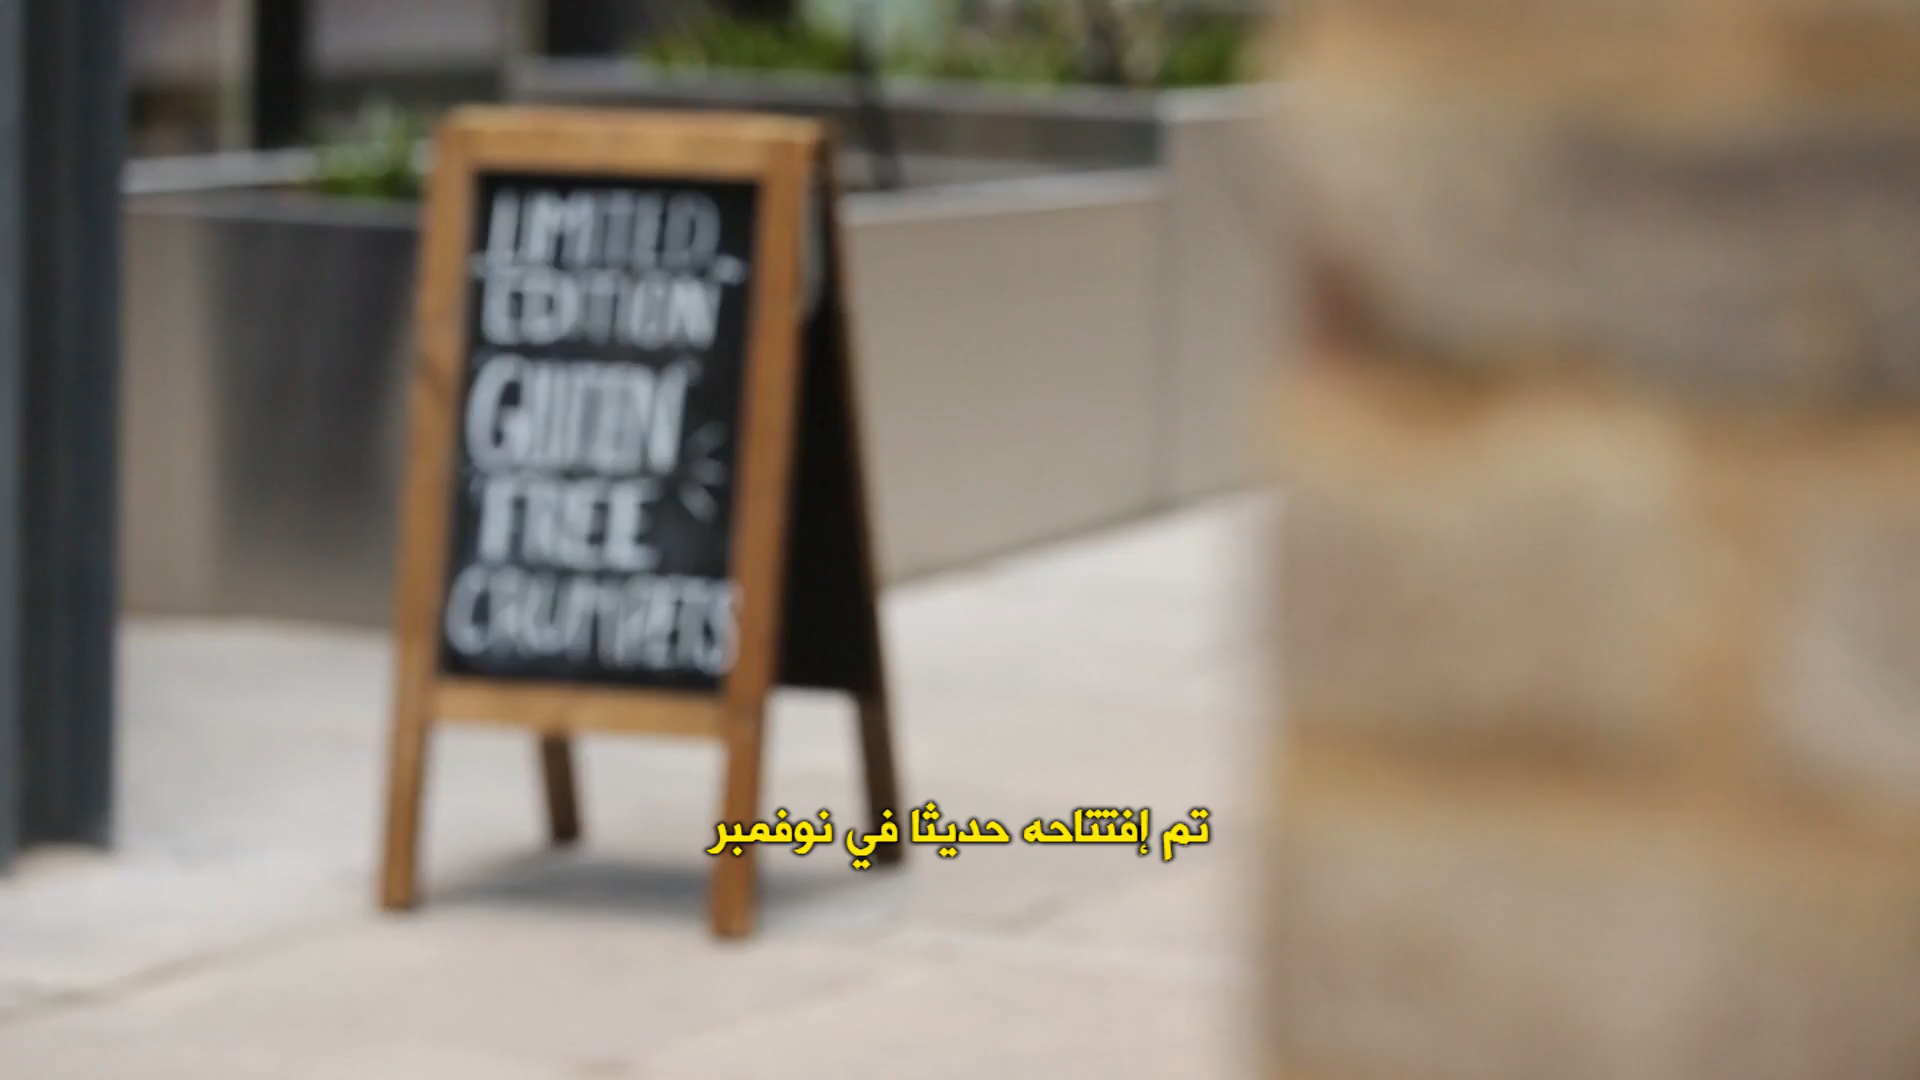 LIMITED
EDITION
GLUTEN
FREE
CRUMPETS
تم إفتتاحه حديثا في نوفمبر